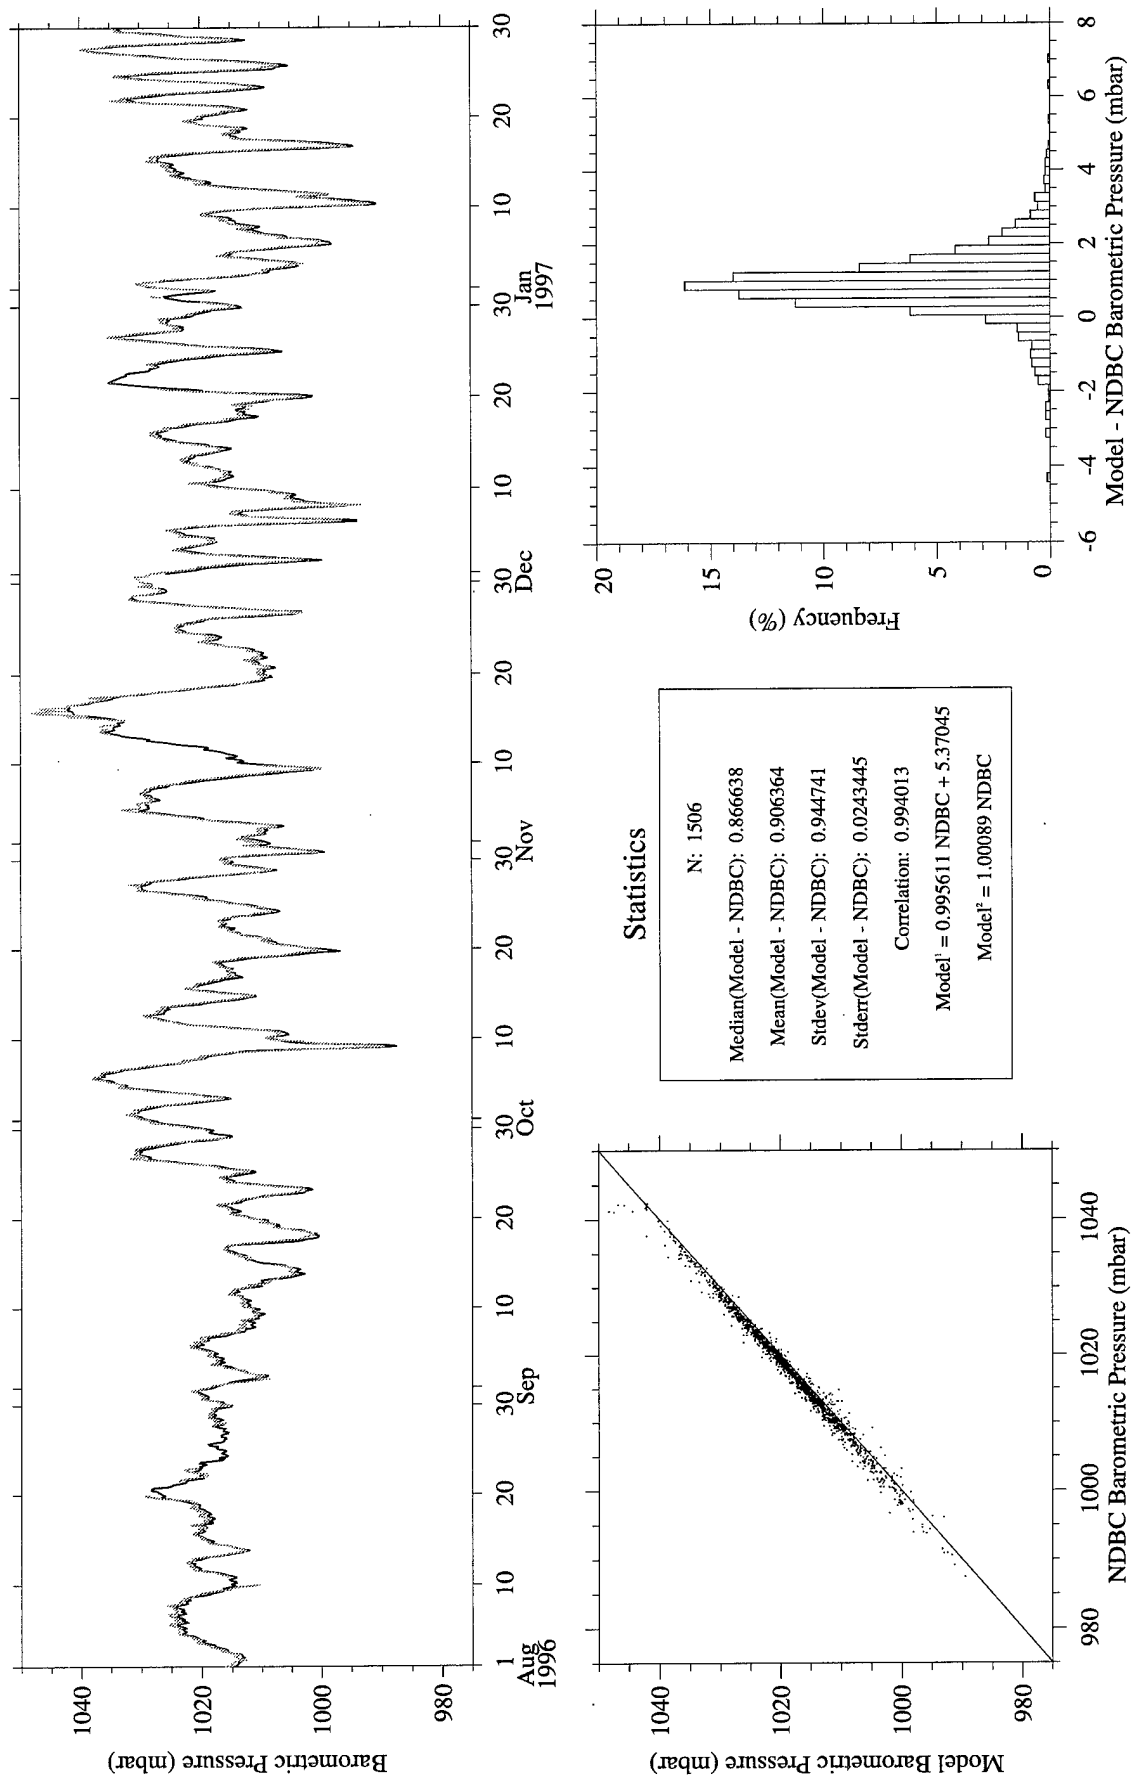 Barometric Pressure (mbar)
1040
1020
1000
980
1 10 20 30 10 20 30 10 20 30 10 20 30 10 20 30 10 20 30
Aug Sep Oct Nov Dec Jan
1996 1997
Model Barometric Pressure (mbar)
1040
1020
1000
980
980 1000 1020 1040
NDBC Barometric Pressure (mbar)
Statistics
N: 1506
Median(Model - NDBC): 0.866638
Mean(Model - NDBC): 0.906364
Stdev(Model - NDBC): 0.944741
Stderr(Model - NDBC): 0.0243445
Correlation: 0.994013
Model¹ = 0.995611 NDBC + 5.37045
Model² = 1.00089 NDBC
Frequency (%)
20
15
10
5
0
-6 -4 -2 0 2 4 6 8
Model - NDBC Barometric Pressure (mbar)